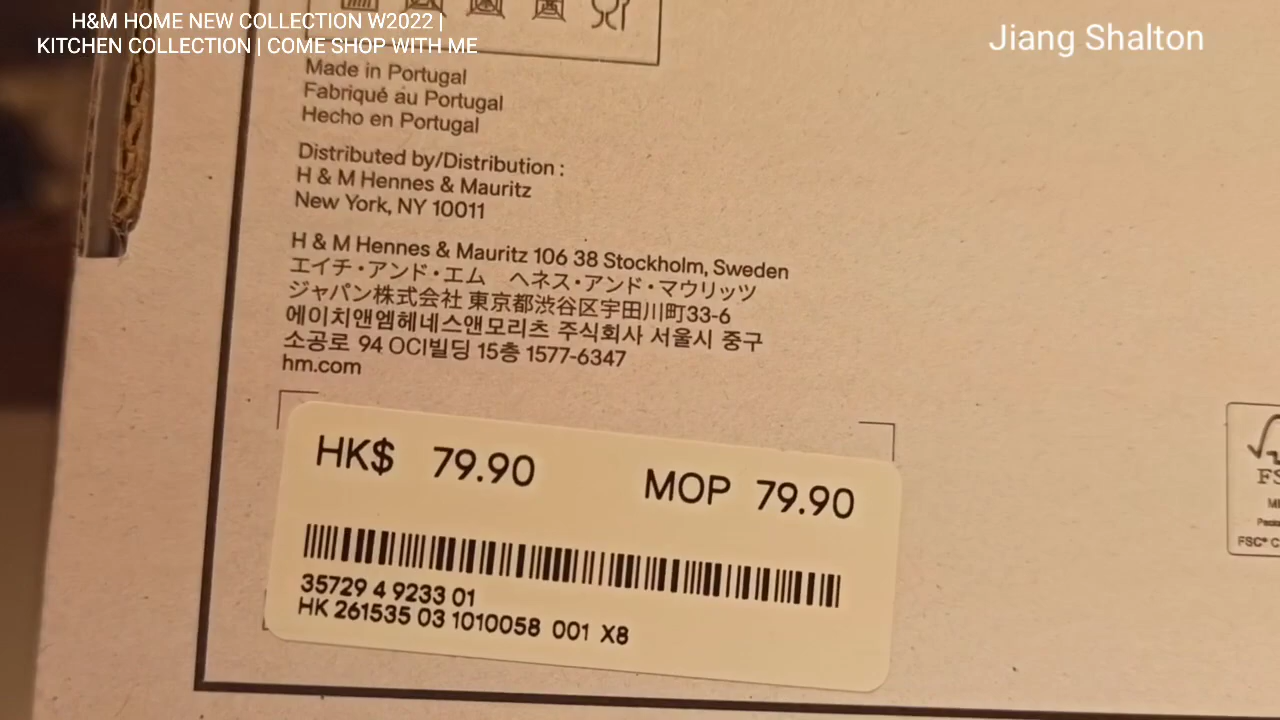 H&M HOME NEW COLLECTION W2022 |
KITCHEN COLLECTION | COME SHOP WITH ME
Jiang Shalton
Made in Portugal
Fabriqué au Portugal
Hecho en Portugal
Distributed by/Distribution :
H & M Hennes & Mauritz
New York, NY 10011
H & M Hennes & Mauritz 106 38 Stockholm, Sweden
エイチ・アンド・エム ヘネス・アンド・マウリッツ
ジャパン株式会社 東京都渋谷区宇田川町33-6
에이치앤엠헤네스앤모리츠 주식회사 서울시 중구
소공로 94 OCI빌딩 15층 1577-6347
hm.com
HK$ 79.90 MOP 79.90
35729 4 9233 01
HK 261535 03 1010058 001 X8
FSC® C